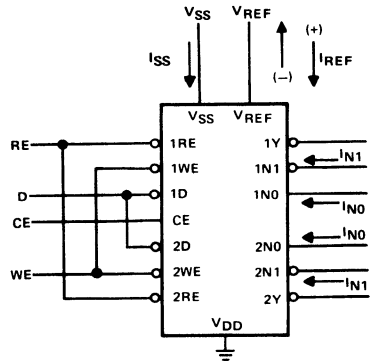 VSS VREF
ISS (+) IREF (−)
VSS VREF
RE 1RE 1Y
1WE 1N1 IN1
D 1D 1N0
CE CE IN0
2D 2N0 IN0
WE 2WE 2N1
2RE 2Y IN1
VDD